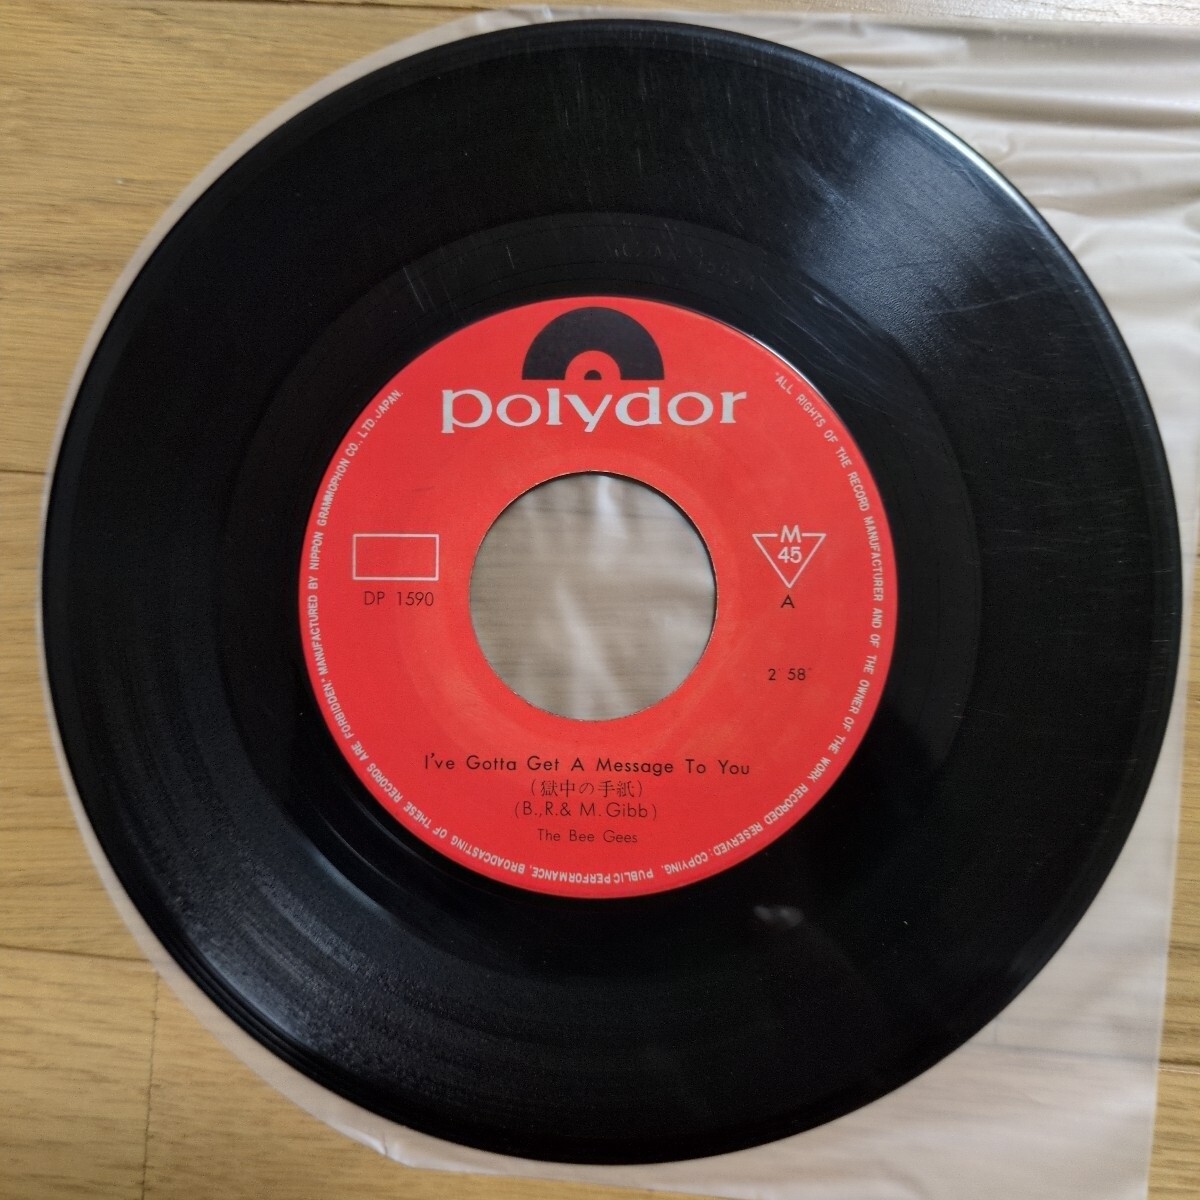 polydor
DP 1590
M
45
A
2′ 58″
I've Gotta Get A Message To You
(獄中の手紙)
(B.,R.& M. Gibb)
The Bee Gees
"ALL RIGHTS OF THE RECORD MANUFACTURER AND OF THE OWNER OF THE WORK RECORDED RESERVED. COPYING, PUBLIC PERFORMANCE, BROADCASTING OF THESE RECORDS ARE FORBIDDEN." MANUFACTURED BY NIPPON GRAMMOPHON CO., LTD. JAPAN.